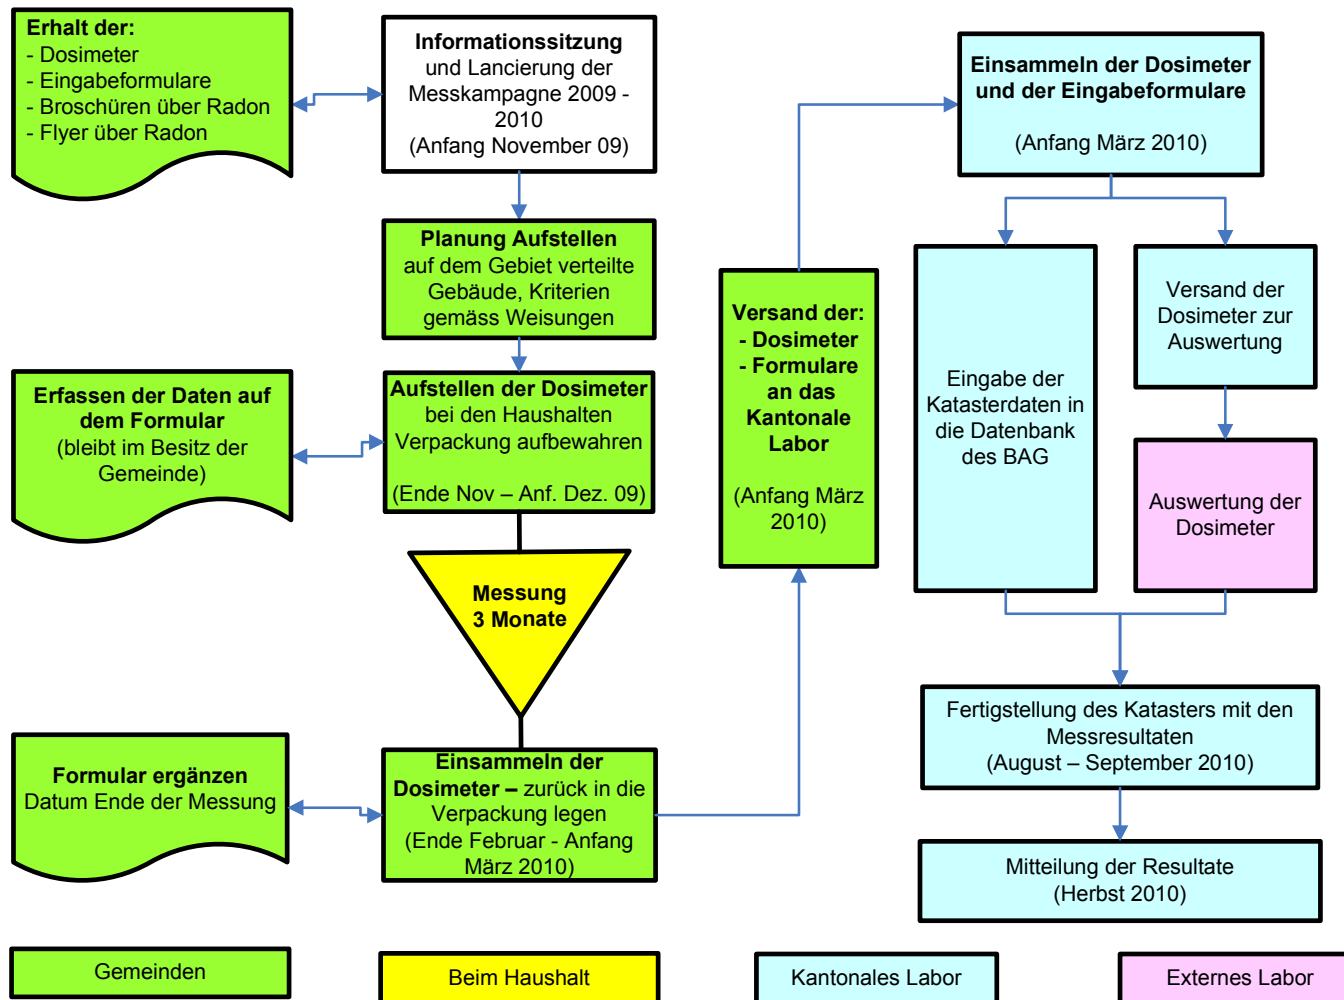 Erhalt der:
- Dosimeter
- Eingabeformulare
- Broschüren über Radon
- Flyer über Radon
Informationssitzung
und Lancierung der
Messkampagne 2009 -
2010
(Anfang November 09)
Planung Aufstellen
auf dem Gebiet verteilte
Gebäude, Kriterien
gemäss Weisungen
Erfassen der Daten auf
dem Formular
(bleibt im Besitz der
Gemeinde)
Aufstellen der Dosimeter
bei den Haushalten
Verpackung aufbewahren
(Ende Nov – Anf. Dez. 09)
Messung
3 Monate
Formular ergänzen
Datum Ende der Messung
Einsammeln der
Dosimeter – zurück in die
Verpackung legen
(Ende Februar - Anfang
März 2010)
Versand der:
- Dosimeter
- Formulare
an das
Kantonale
Labor
(Anfang März
2010)
Einsammeln der Dosimeter
und der Eingabeformulare
(Anfang März 2010)
Eingabe der
Katasterdaten in
die Datenbank
des BAG
Versand der
Dosimeter zur
Auswertung
Auswertung der
Dosimeter
Fertigstellung des Katasters mit den
Messresultaten
(August – September 2010)
Mitteilung der Resultate
(Herbst 2010)
Gemeinden
Beim Haushalt
Kantonales Labor
Externes Labor